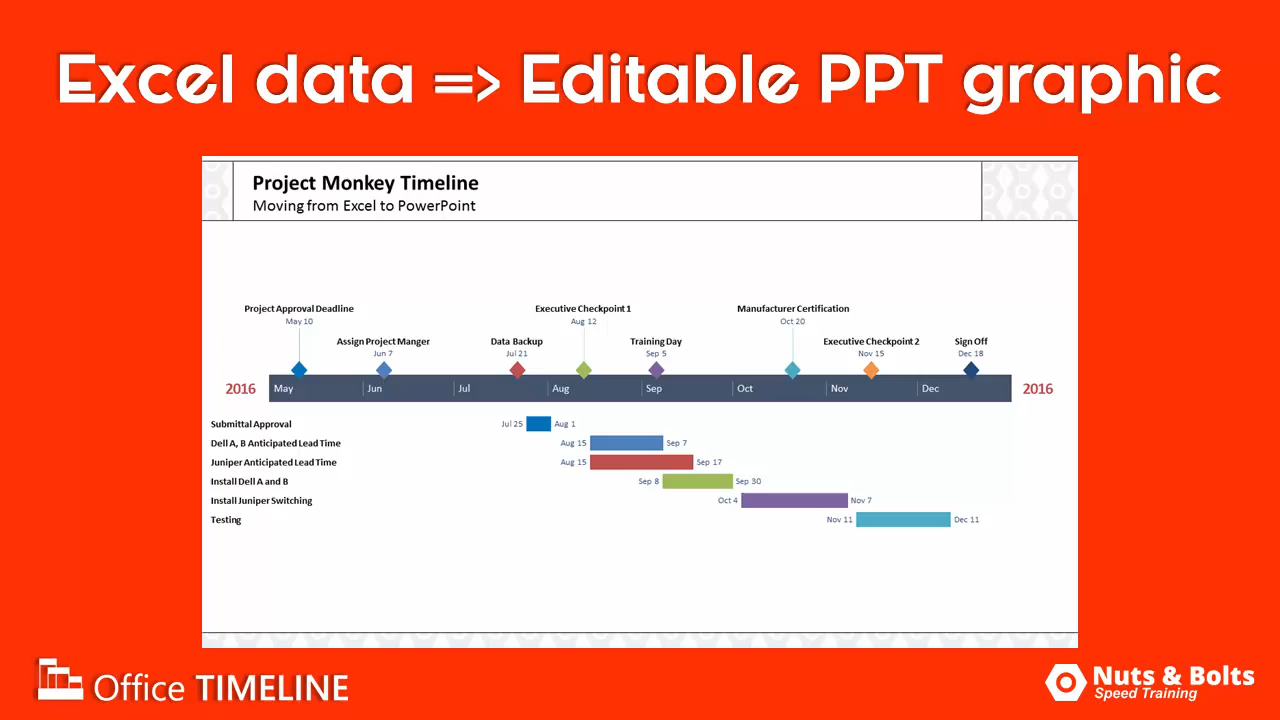 Excel data => Editable PPT graphic
Project Monkey Timeline
Moving from Excel to PowerPoint
Project Approval Deadline
May 10
Executive Checkpoint 1
Aug 12
Manufacturer Certification
Oct 20
Assign Project Manger
Jun 7
Data Backup
Jul 21
Training Day
Sep 5
Executive Checkpoint 2
Nov 15
Sign Off
Dec 18
2016 May Jun Jul Aug Sep Oct Nov Dec 2016
Submittal Approval Jul 25 Aug 1
Dell A, B Anticipated Lead Time Aug 15 Sep 7
Juniper Anticipated Lead Time Aug 15 Sep 17
Install Dell A and B Sep 8 Sep 30
Install Juniper Switching Oct 4 Nov 7
Testing Nov 11 Dec 11
Office TIMELINE
Nuts & Bolts
Speed Training